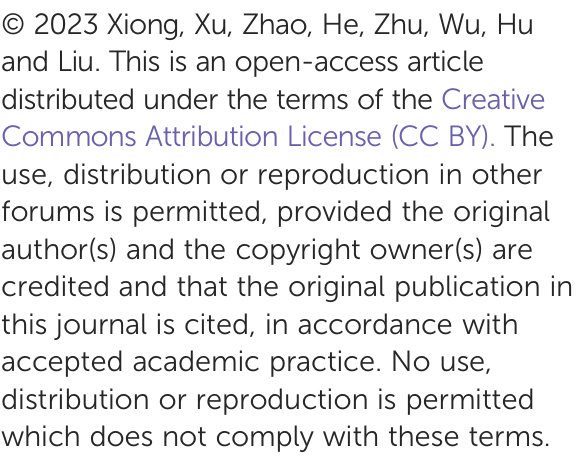 © 2023 Xiong, Xu, Zhao, He, Zhu, Wu, Hu
and Liu. This is an open-access article
distributed under the terms of the Creative
Commons Attribution License (CC BY). The
use, distribution or reproduction in other
forums is permitted, provided the original
author(s) and the copyright owner(s) are
credited and that the original publication in
this journal is cited, in accordance with
accepted academic practice. No use,
distribution or reproduction is permitted
which does not comply with these terms.